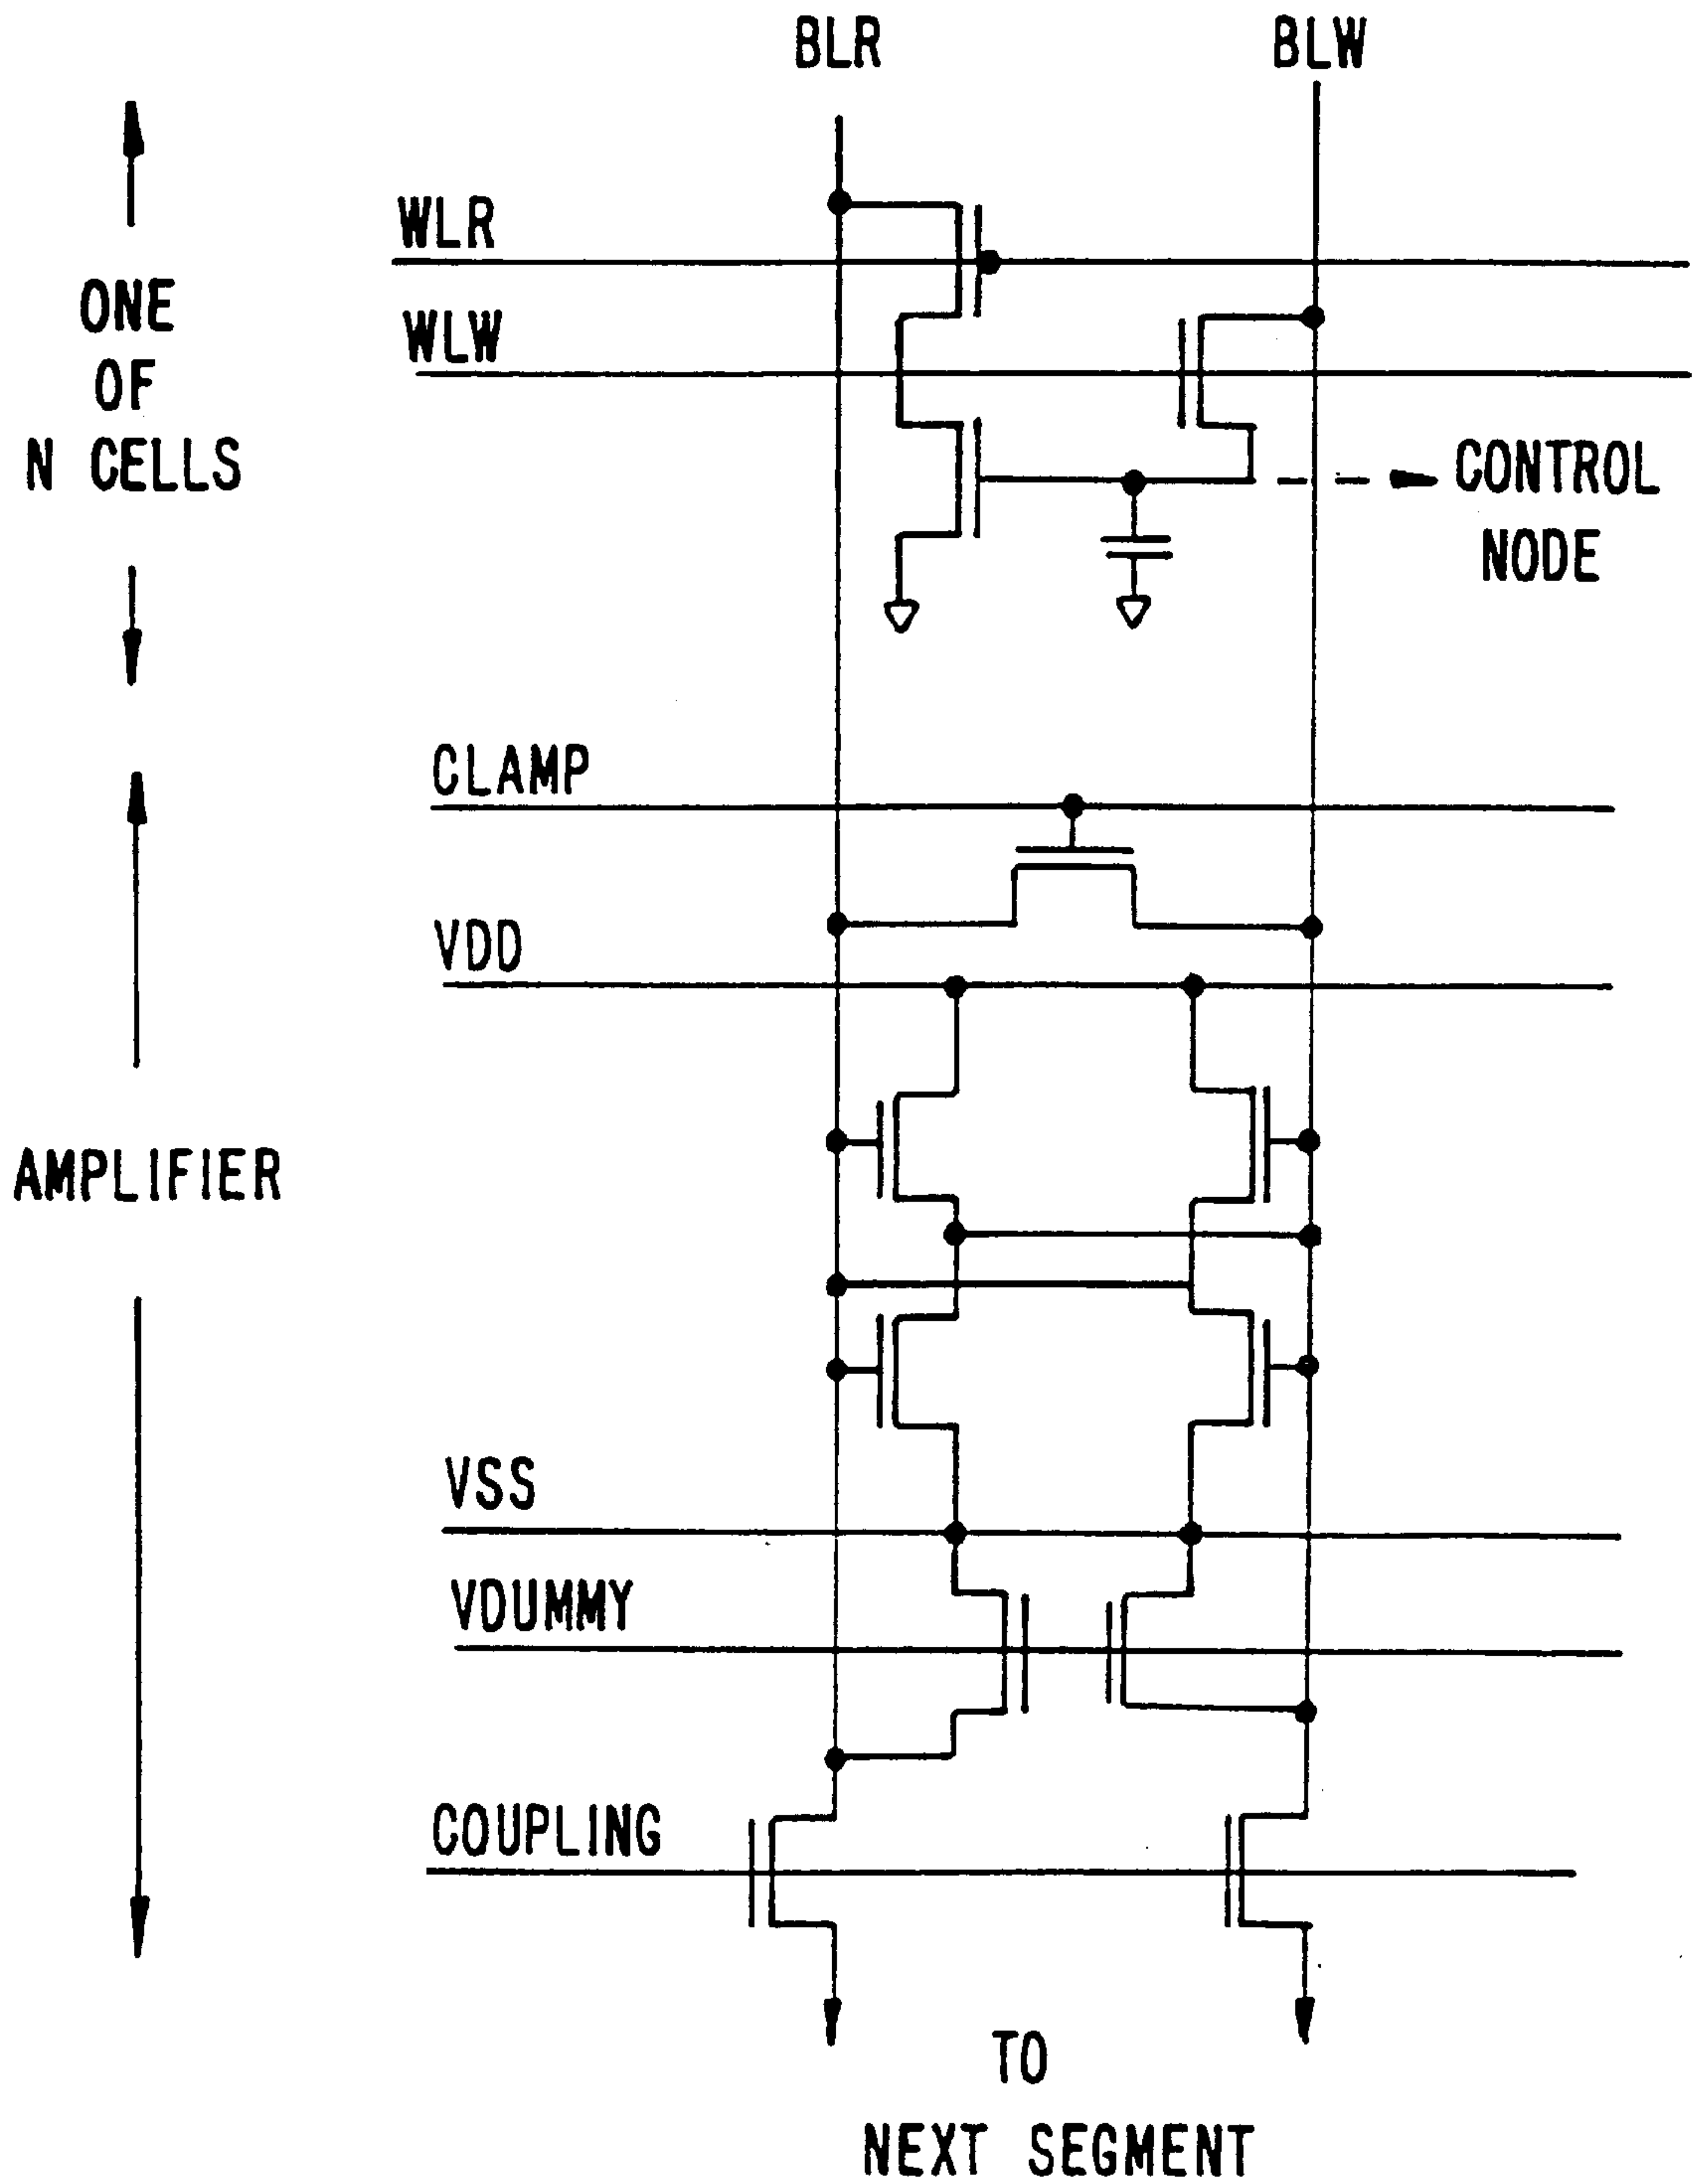 BLR
BLW
WLR
ONE
OF
N CELLS
WLW
CONTROL
NODE
CLAMP
VDD
AMPLIFIER
VSS
VDUMMY
COUPLING
TO
NEXT SEGMENT